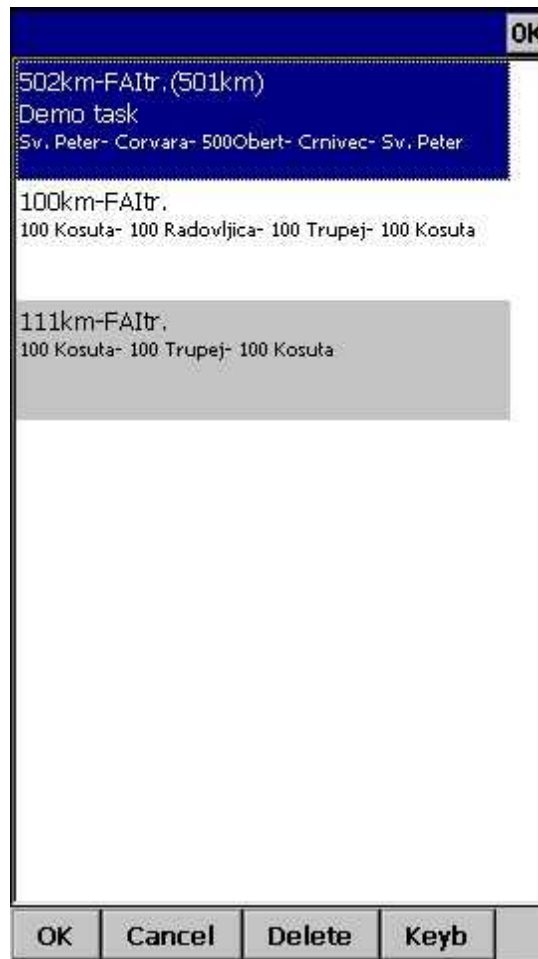 OK
502km-FAItr.(501km)
Demo task
Sv. Peter- Corvara- 500Obert- Crnivec- Sv. Peter
100km-FAItr.
100 Kosuta- 100 Radovljica- 100 Trupej- 100 Kosuta
111km-FAItr.
100 Kosuta- 100 Trupej- 100 Kosuta
OK Cancel Delete Keyb